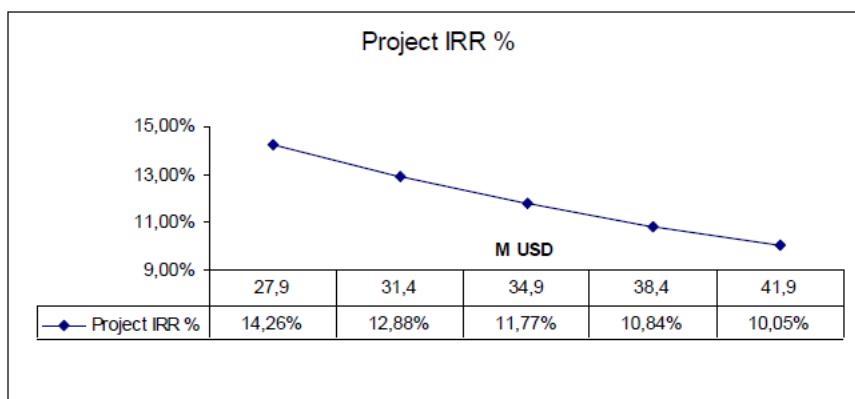 Project IRR %
15,00%
13,00%
11,00%
9,00%
M USD
27,9 31,4 34,9 38,4 41,9
Project IRR % 14,26% 12,88% 11,77% 10,84% 10,05%